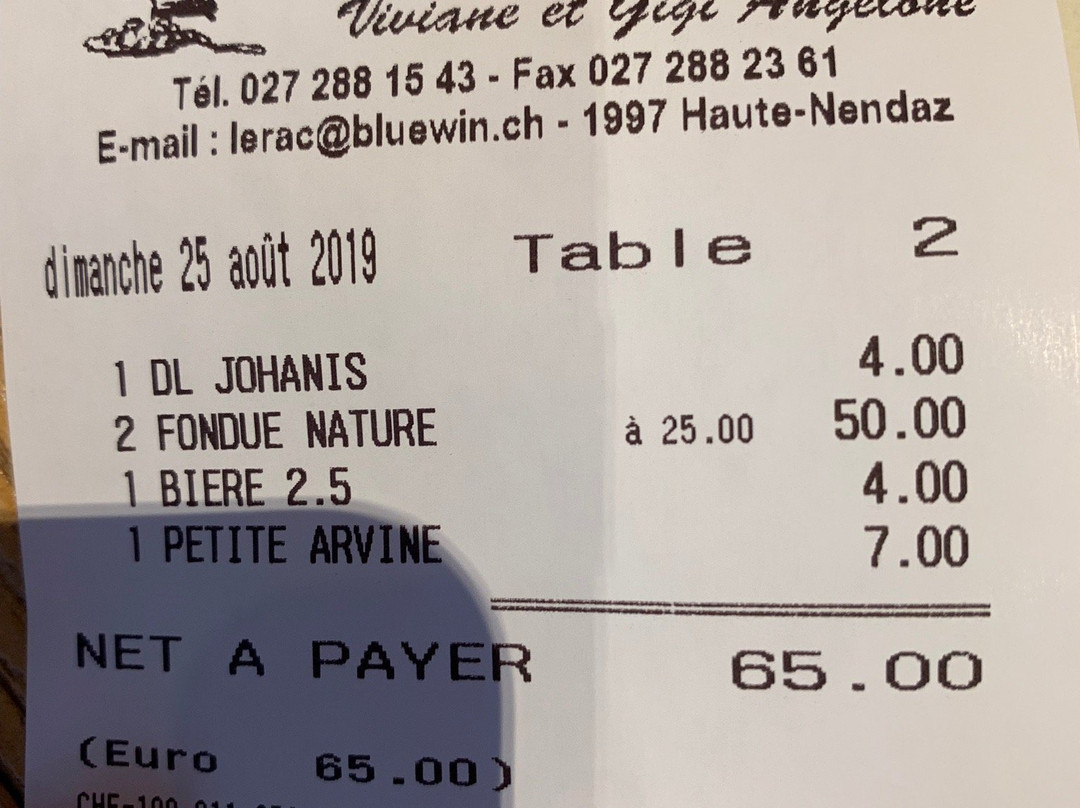 Viviane et Gigi Angelone
Tél. 027 288 15 43 - Fax 027 288 23 61
E-mail : lerac@bluewin.ch - 1997 Haute-Nendaz
dimanche 25 août 2019 Table 2
1 DL JOHANIS 4.00
2 FONDUE NATURE à 25.00 50.00
1 BIERE 2.5 4.00
1 PETITE ARVINE 7.00
NET A PAYER 65.00
(Euro 65.00)